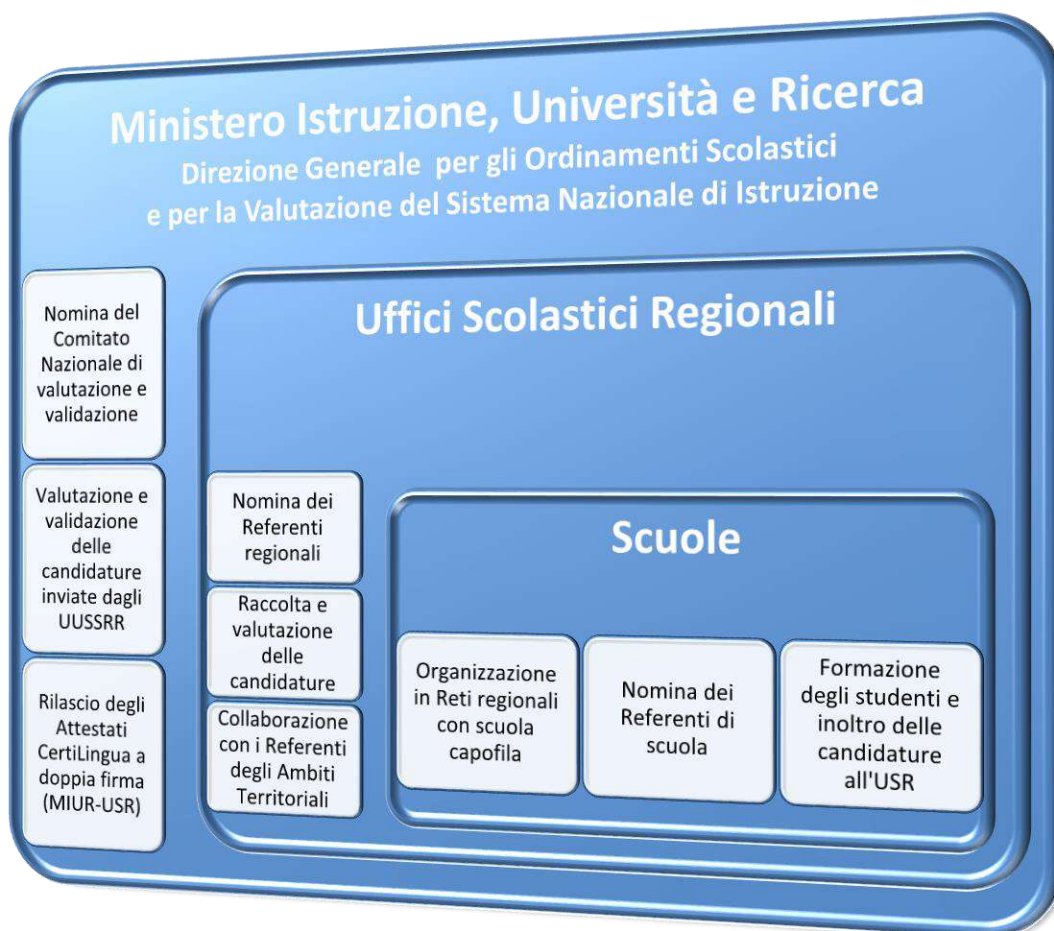 Ministero Istruzione, Università e Ricerca
Direzione Generale per gli Ordinamenti Scolastici
e per la Valutazione del Sistema Nazionale di Istruzione
Nomina del
Comitato
Nazionale di
valutazione e
validazione
Valutazione e
validazione
delle
candidature
inviate dagli
UUSSRR
Rilascio degli
Attestati
CertiLingua a
doppia firma
(MIUR-USR)
Uffici Scolastici Regionali
Nomina dei
Referenti
regionali
Raccolta e
valutazione
delle
candidature
Collaborazione
con i Referenti
degli Ambiti
Territoriali
Scuole
Organizzazione
in Reti regionali
con scuola
capofila
Nomina dei
Referenti di
scuola
Formazione
degli studenti e
inoltro delle
candidature
all'USR